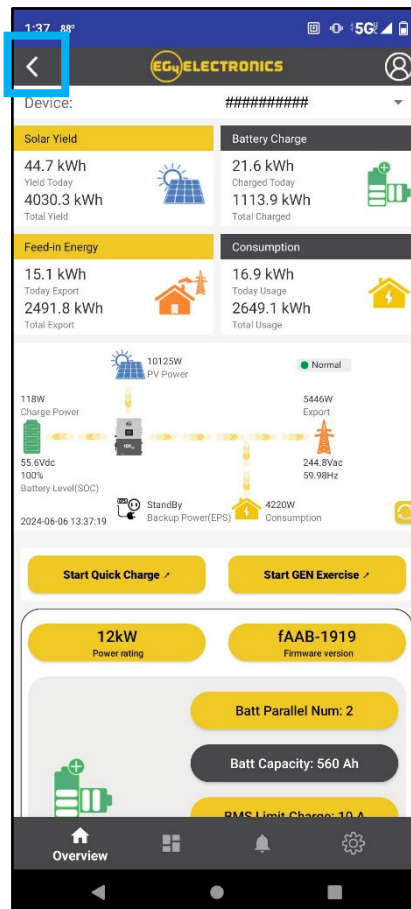 1:37 88° 5G
EG4 ELECTRONICS
Device: ##########
Solar Yield
44.7 kWh
Yield Today
4030.3 kWh
Total Yield
Battery Charge
21.6 kWh
Charged Today
1113.9 kWh
Total Charged
Feed-in Energy
15.1 kWh
Today Export
2491.8 kWh
Total Export
Consumption
16.9 kWh
Today Usage
2649.1 kWh
Total Usage
10125W
PV Power
Normal
118W
Charge Power
5446W
Export
55.6Vdc
100%
Battery Level(SOC)
244.8Vac
59.98Hz
2024-06-06 13:37:19
StandBy
Backup Power(EPS)
4220W
Consumption
Start Quick Charge ↗
Start GEN Exercise ↗
12kW
Power rating
fAAB-1919
Firmware version
Batt Parallel Num: 2
Batt Capacity: 560 Ah
BMS Limit Charge: 10 A
Overview